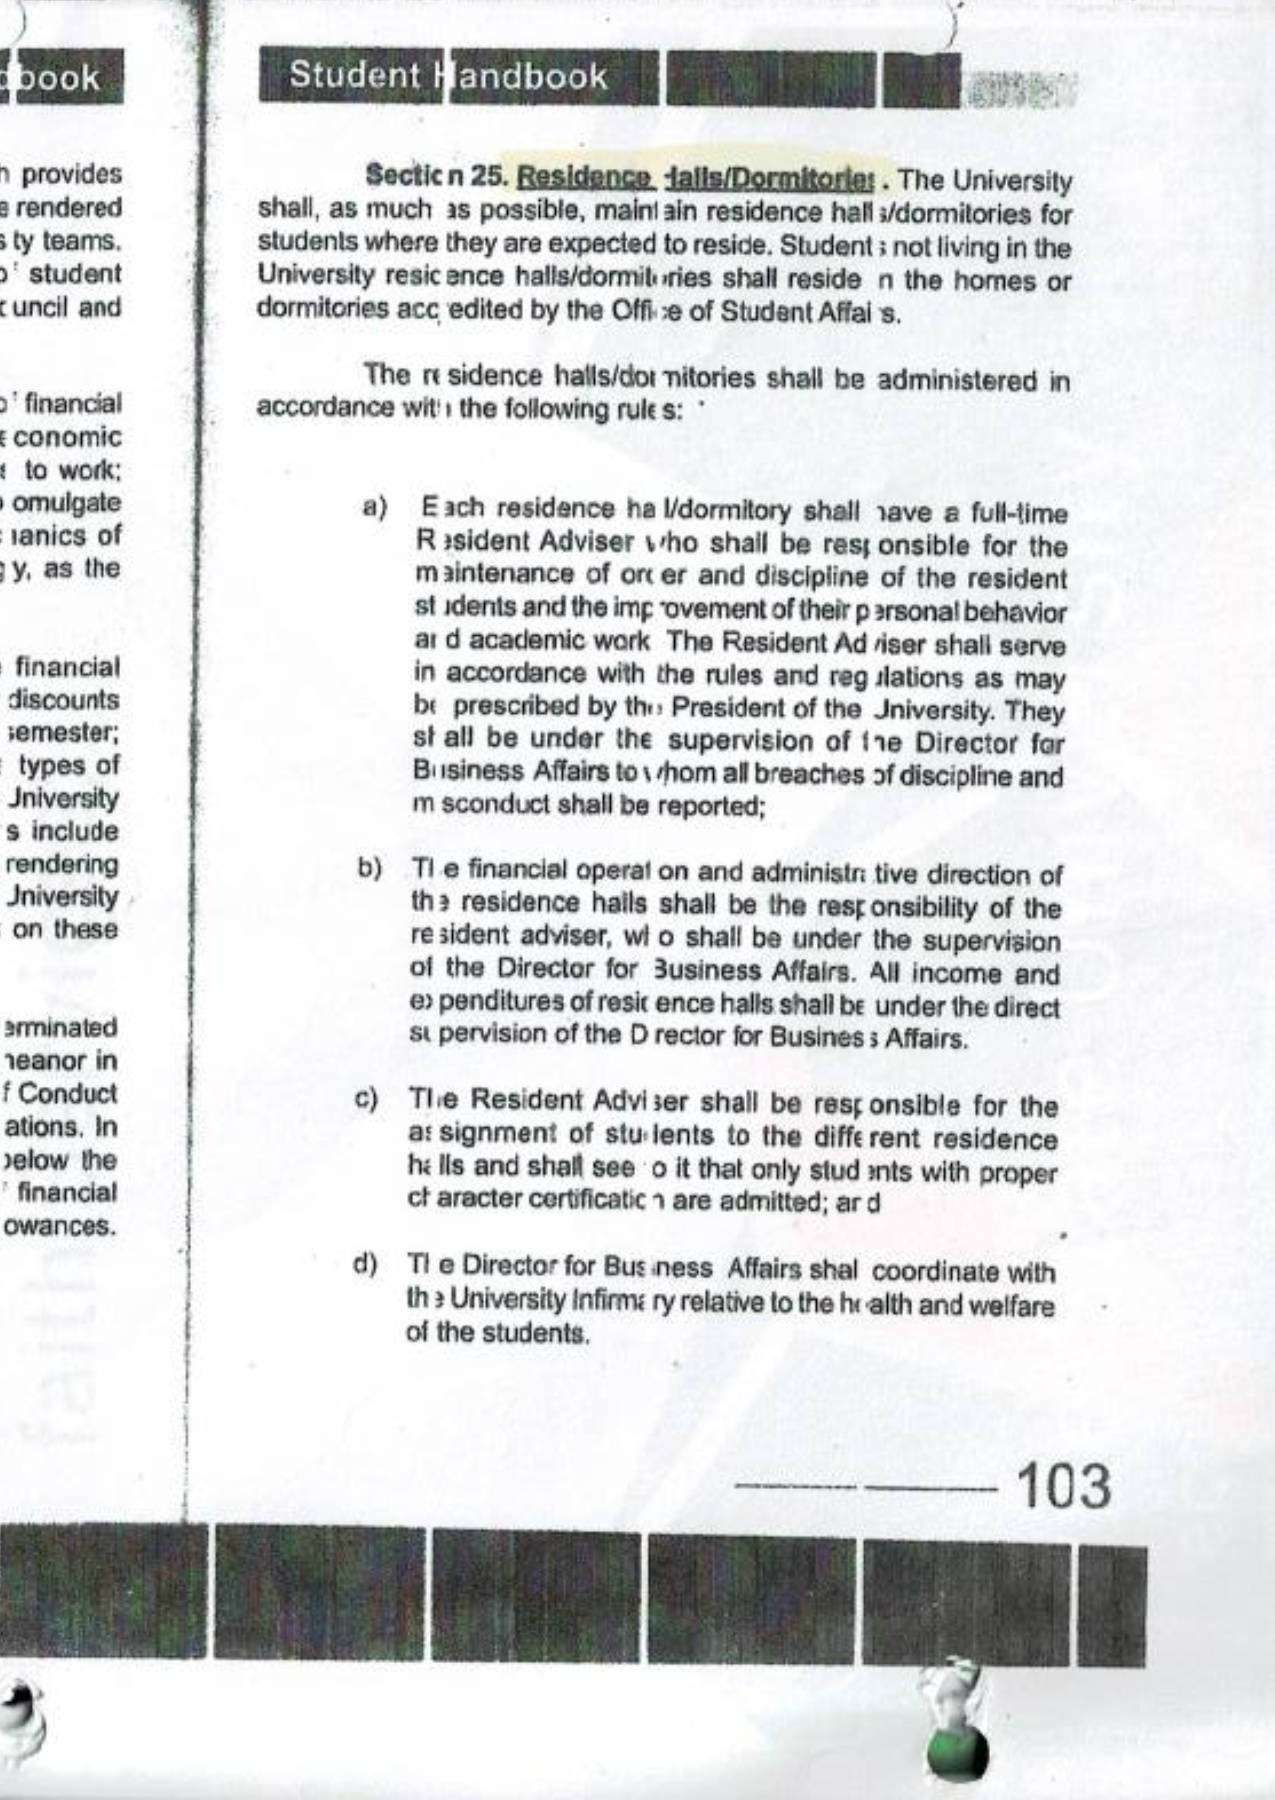 dbook
provides
rendered
ty teams.
student
uncil and
financial
conomic
to work;
omulgate
anics of
y, as the
financial
discounts
semester;
types of
University
s include
rendering
University
on these
erminated
meanor in
f Conduct
ations. In
below the
financial
owances.
Student Handbook
Section 25. Residence Halls/Dormitories. The University
shall, as much as possible, maintain residence halls/dormitories for
students where they are expected to reside. Students not living in the
University residence halls/dormitories shall reside in the homes or
dormitories accredited by the Office of Student Affairs.
The residence halls/dormitories shall be administered in
accordance with the following rules:
a) Each residence hall/dormitory shall have a full-time
Resident Adviser who shall be responsible for the
maintenance of order and discipline of the resident
students and the improvement of their personal behavior
and academic work The Resident Adviser shall serve
in accordance with the rules and regulations as may
be prescribed by the President of the University. They
shall be under the supervision of the Director for
Business Affairs to whom all breaches of discipline and
misconduct shall be reported;
b) The financial operation and administrative direction of
the residence halls shall be the responsibility of the
resident adviser, who shall be under the supervision
of the Director for Business Affairs. All income and
expenditures of residence halls shall be under the direct
supervision of the Director for Business Affairs.
c) The Resident Adviser shall be responsible for the
assignment of students to the different residence
halls and shall see to it that only students with proper
character certification are admitted; and
d) The Director for Business Affairs shall coordinate with
the University Infirmary relative to the health and welfare
of the students.
103